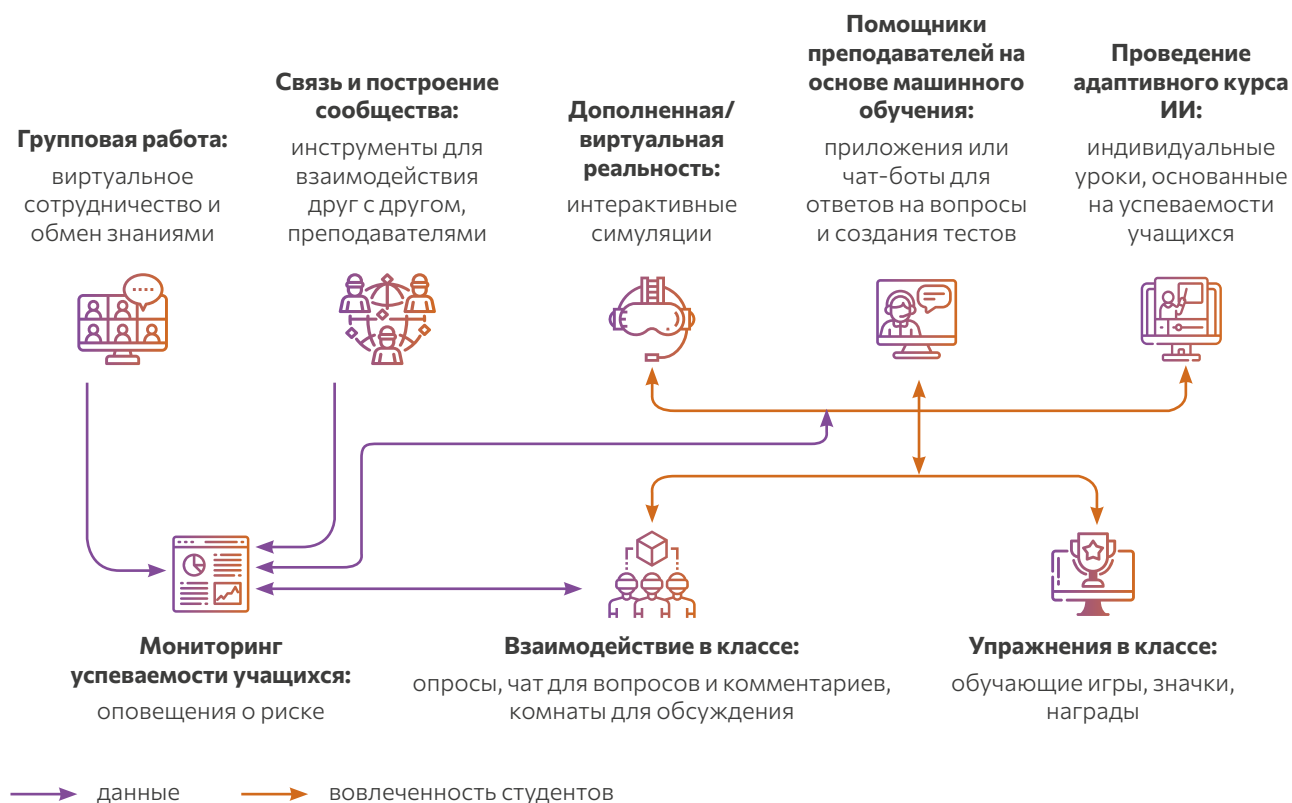 Групповая работа:
виртуальное
сотрудничество и
обмен знаниями
Связь и построение
сообщества:
инструменты для
взаимодействия
друг с другом,
преподавателями
Дополненная/
виртуальная
реальность:
интерактивные
симуляции
Помощники
преподавателей на
основе машинного
обучения:
приложения или
чат-боты для
ответов на вопросы
и создания тестов
Проведение
адаптивного курса
ИИ:
индивидуальные
уроки, основанные
на успеваемости
учащихся
Мониторинг
успеваемости учащихся:
оповещения о риске
Взаимодействие в классе:
опросы, чат для вопросов и комментариев,
комнаты для обсуждения
Упражнения в классе:
обучающие игры, значки,
награды
данные
вовлеченность студентов